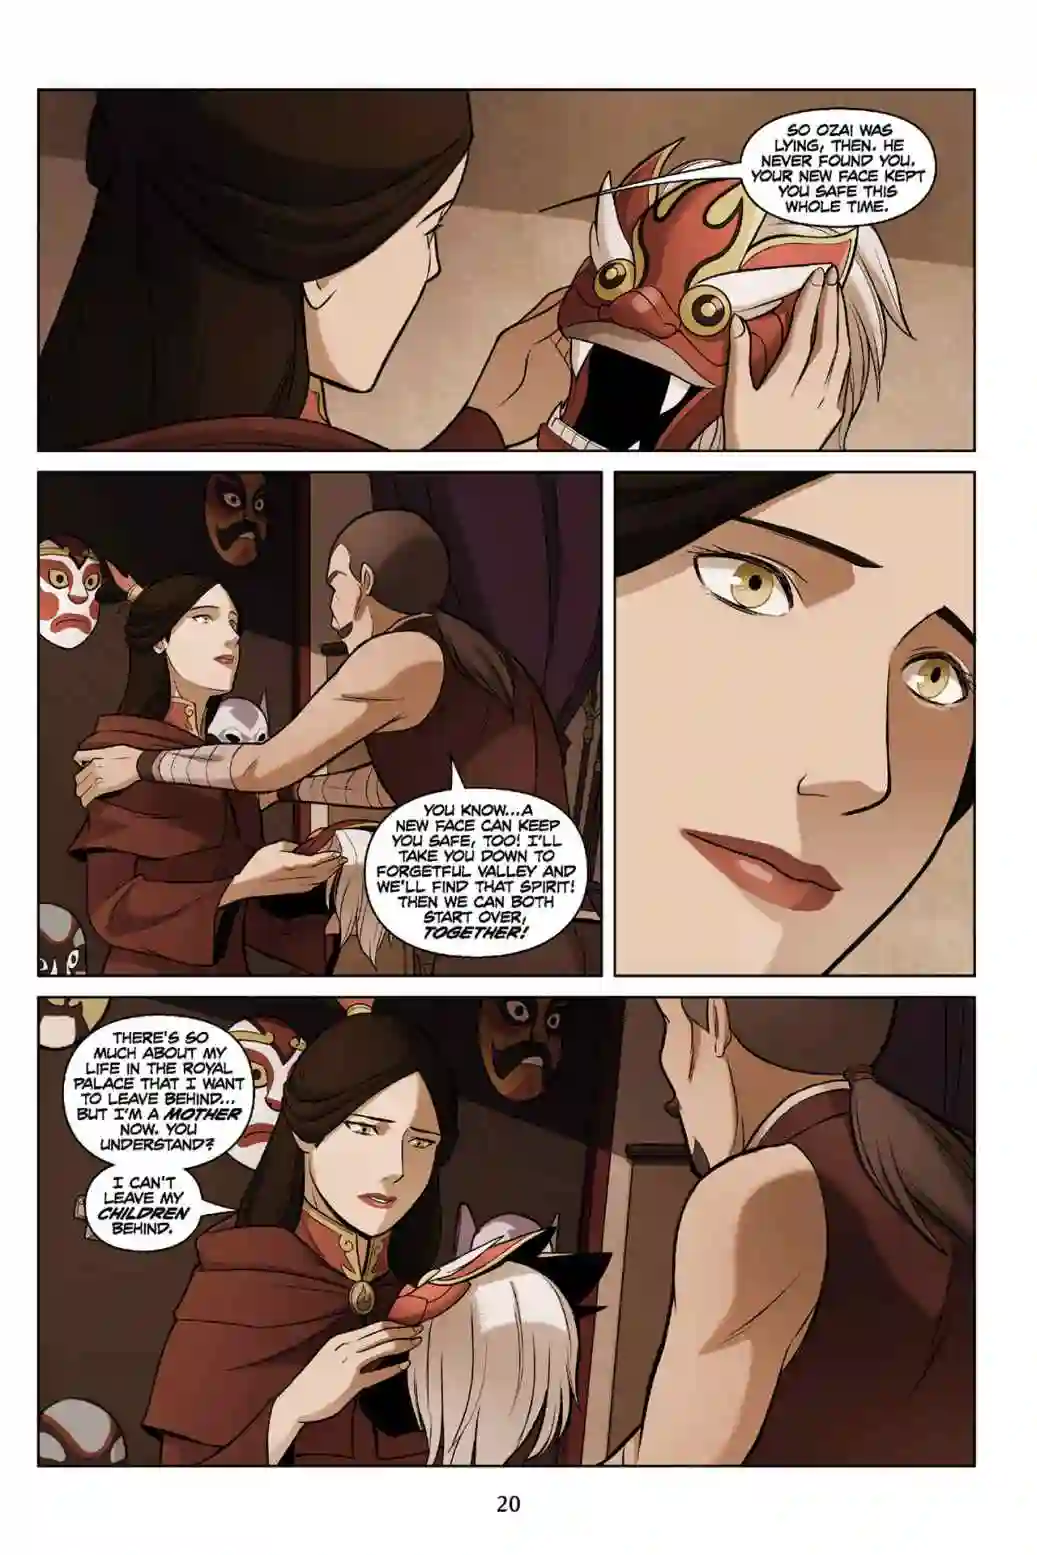 SO OZAI WAS
LYING, THEN. HE
NEVER FOUND YOU.
YOUR NEW FACE KEPT
YOU SAFE THIS
WHOLE TIME.
YOU KNOW...A
NEW FACE CAN KEEP
YOU SAFE, TOO! I'LL
TAKE YOU DOWN TO
FORGETFUL VALLEY AND
WE'LL FIND THAT SPIRIT!
THEN WE CAN BOTH
START OVER,
TOGETHER!
THERE'S SO
MUCH ABOUT MY
LIFE IN THE ROYAL
PALACE THAT I WANT
TO LEAVE BEHIND...
BUT I'M A MOTHER
NOW. YOU
UNDERSTAND?
I CAN'T
LEAVE MY
CHILDREN
BEHIND.
20